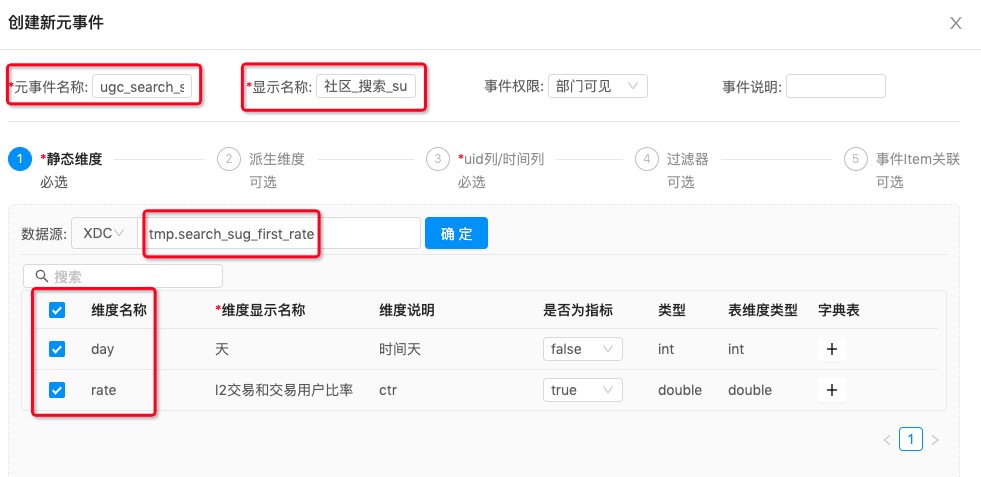 创建新元事件
*元事件名称: ugc_search_s
*显示名称: 社区_搜索_su
事件权限: 部门可见
事件说明:
1 *静态维度
必选
2 派生维度
可选
3 *uid列/时间列
必选
4 过滤器
可选
5 事件Item关联
可选
数据源: XDC tmp.search_sug_first_rate 确 定
搜索
维度名称 *维度显示名称 维度说明 是否为指标 类型 表维度类型 字典表
day 天 时间天 false int int +
rate l2交易和交易用户比率 ctr true double double +
< 1 >